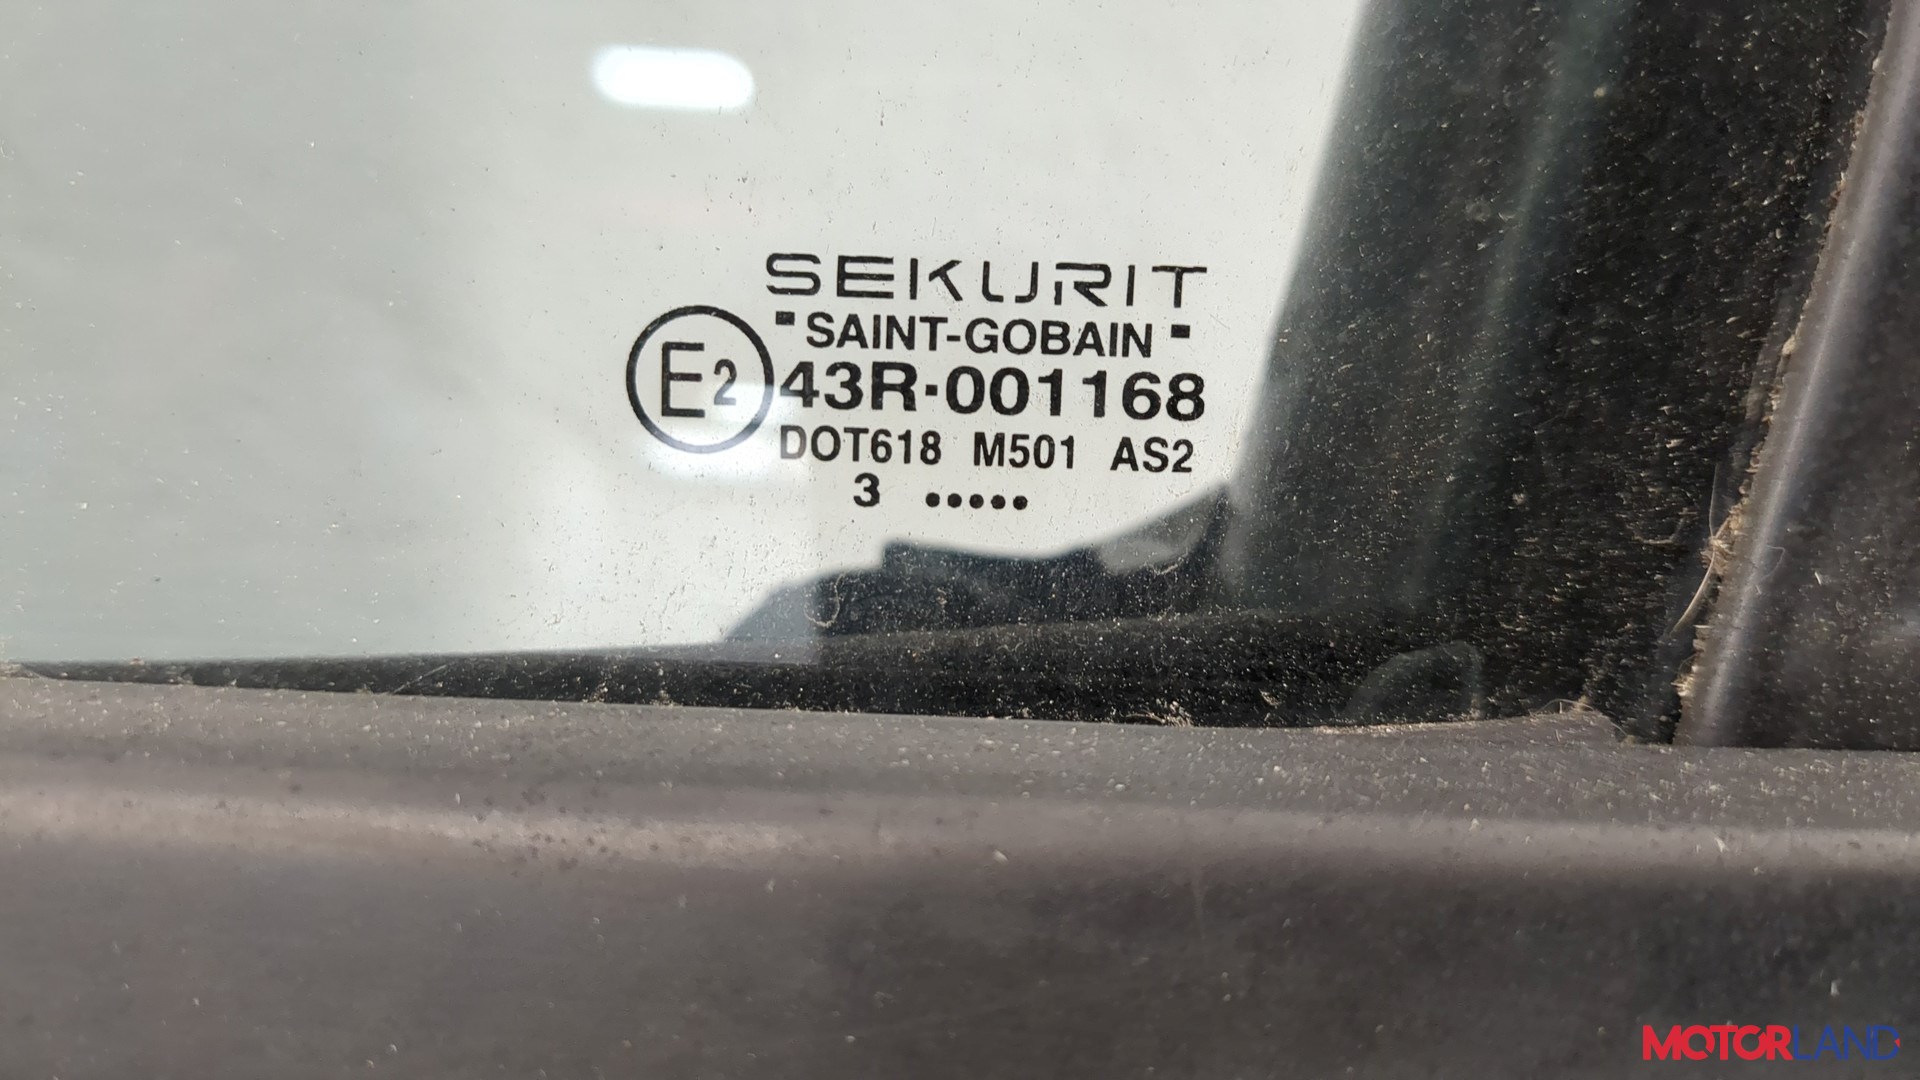 SEKURIT
SAINT-GOBAIN
E2 43R-001168
DOT618 M501 AS2
3 •••••
MOTORLAND